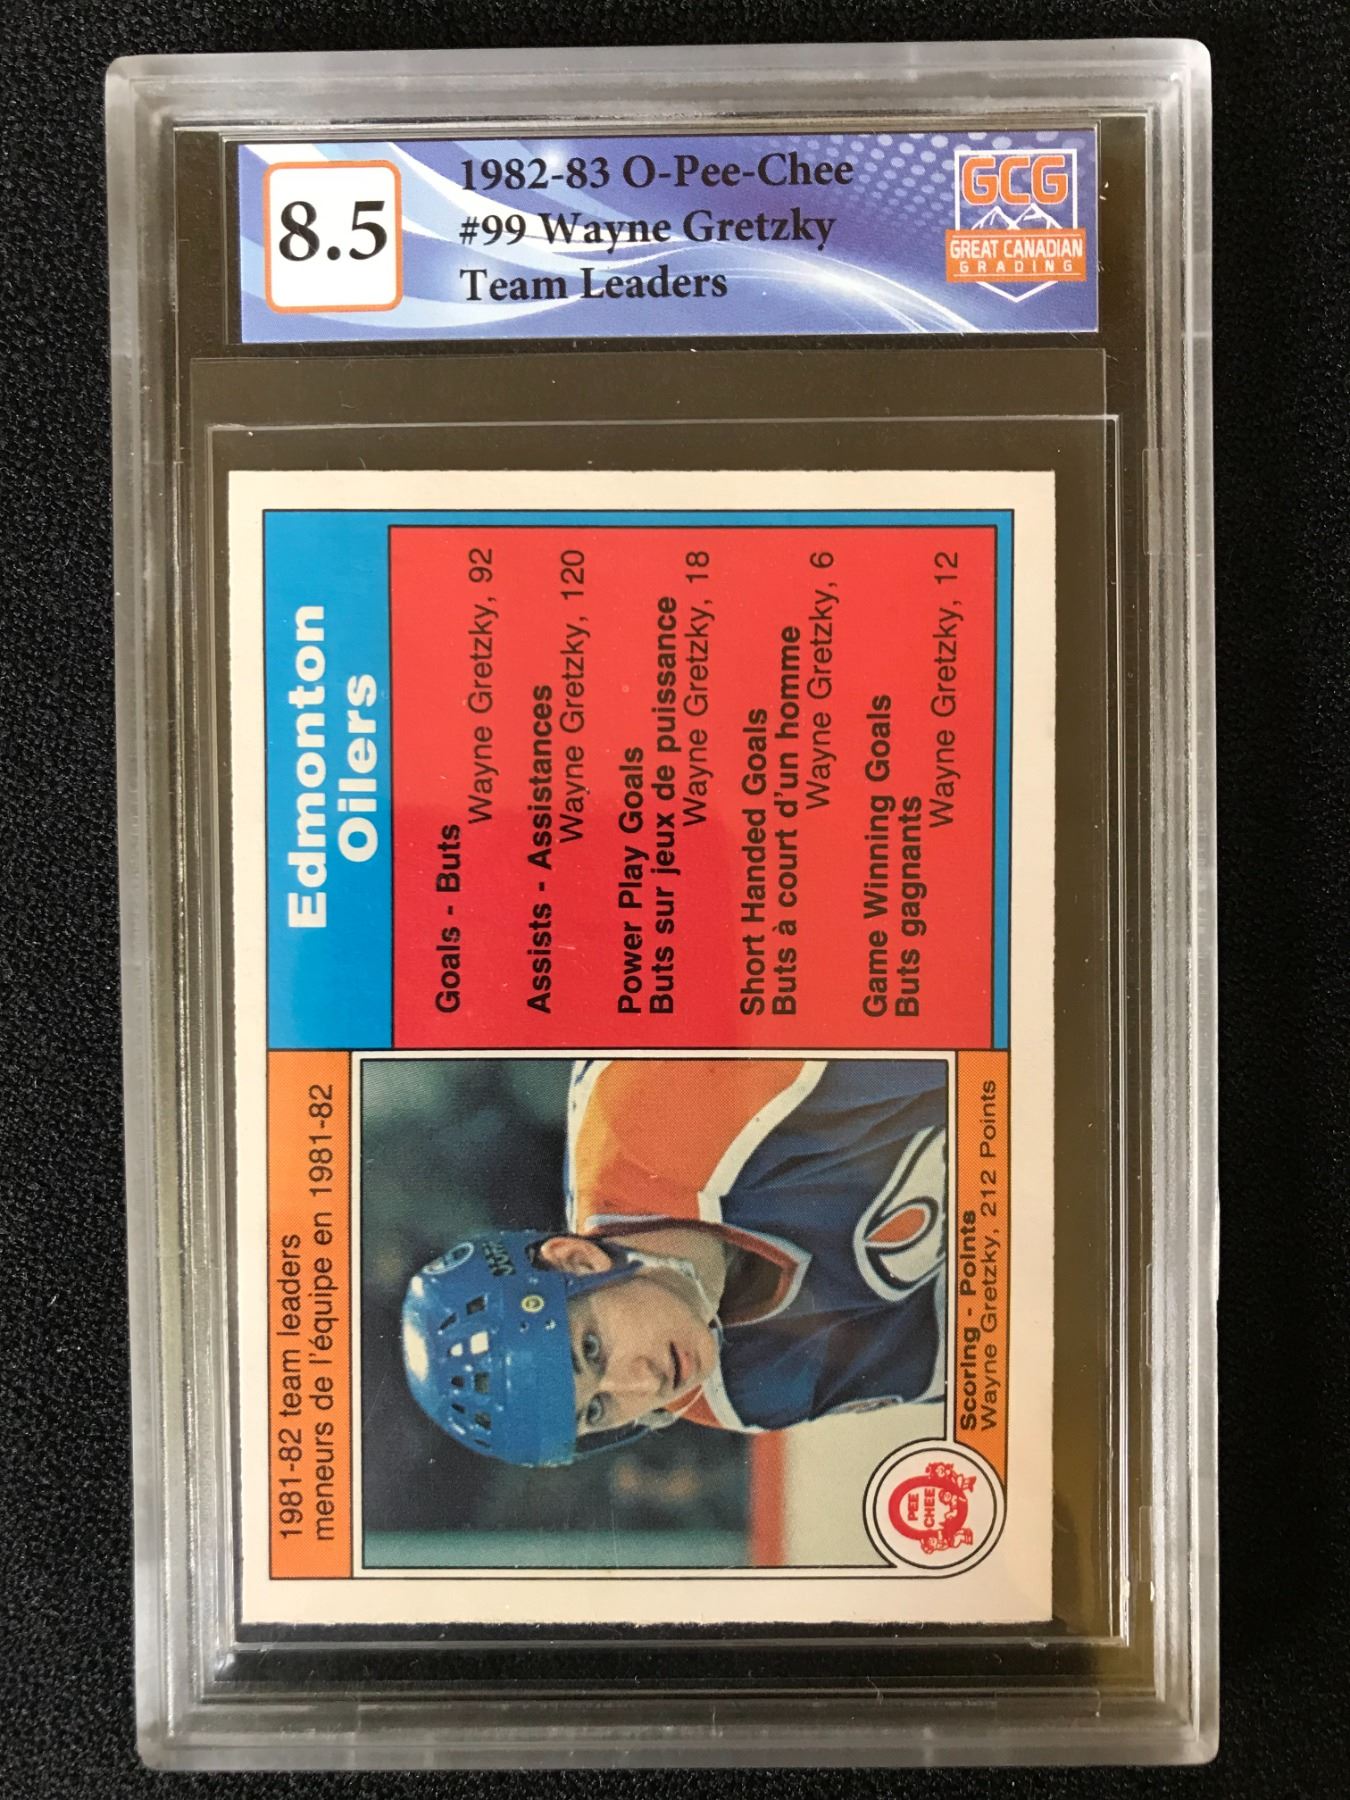 8.5
1982-83 O-Pee-Chee
#99 Wayne Gretzky
Team Leaders
GCG
GREAT CANADIAN
GRADING
1981-82 team leaders
meneurs de l'équipe en 1981-82
Edmonton
Oilers
Goals - Buts
Wayne Gretzky, 92
Assists - Assistances
Wayne Gretzky, 120
Power Play Goals
Buts sur jeux de puissance
Wayne Gretzky, 18
Short Handed Goals
Buts à court d'un homme
Wayne Gretzky, 6
Game Winning Goals
Buts gagnants
Wayne Gretzky, 12
Scoring - Points
Wayne Gretzky, 212 Points
O
PEE
CHEE